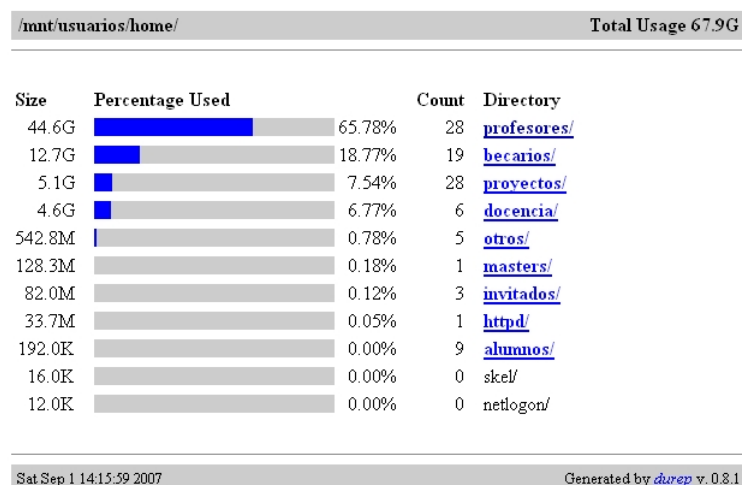 /mnt/usuarios/home/ Total Usage 67.9G
Size Percentage Used Count Directory
44.6G 65.78% 28 profesores/
12.7G 18.77% 19 becarios/
5.1G 7.54% 28 proyectos/
4.6G 6.77% 6 docencia/
542.8M 0.78% 5 otros/
128.3M 0.18% 1 masters/
82.0M 0.12% 3 invitados/
33.7M 0.05% 1 httpd/
192.0K 0.00% 9 alumnos/
16.0K 0.00% 0 skel/
12.0K 0.00% 0 netlogon/
Sat Sep 1 14:15:59 2007 Generated by durep v. 0.8.1